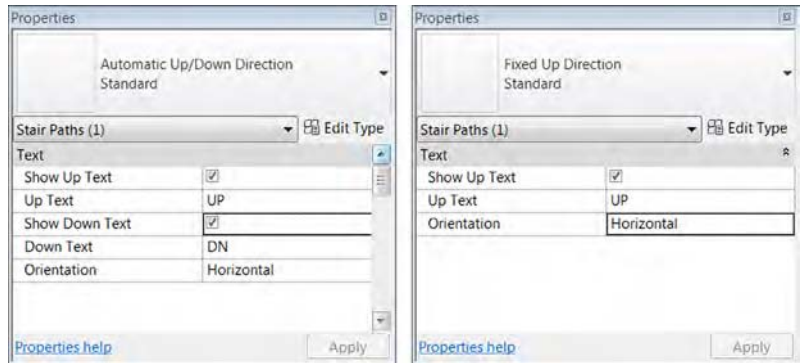 Properties
Automatic Up/Down Direction
Standard
Stair Paths (1)
Edit Type
Text
Show Up Text
Up Text UP
Show Down Text
Down Text DN
Orientation Horizontal
Properties help
Apply
Properties
Fixed Up Direction
Standard
Stair Paths (1)
Edit Type
Text
Show Up Text
Up Text UP
Orientation Horizontal
Properties help
Apply